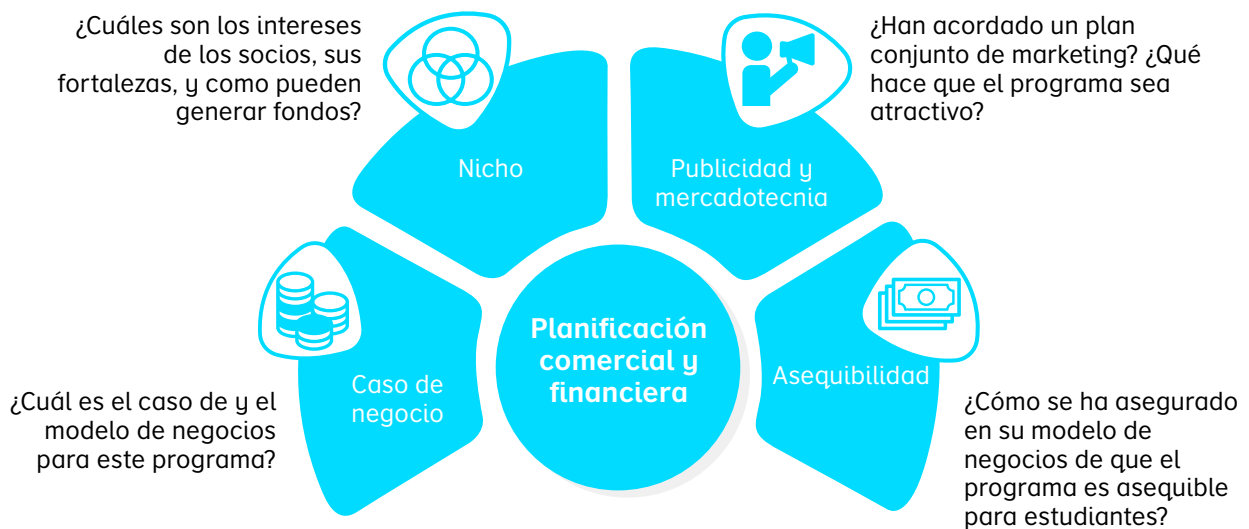 ¿Cuáles son los intereses
de los socios, sus
fortalezas, y como pueden
generar fondos?
¿Han acordado un plan
conjunto de marketing? ¿Qué
hace que el programa sea
atractivo?
Nicho
Publicidad y
mercadotecnia
Planificación
comercial y
financiera
Caso de
negocio
Asequibilidad
¿Cuál es el caso de y el
modelo de negocios
para este programa?
¿Cómo se ha asegurado
en su modelo de
negocios de que el
programa es asequible
para estudiantes?